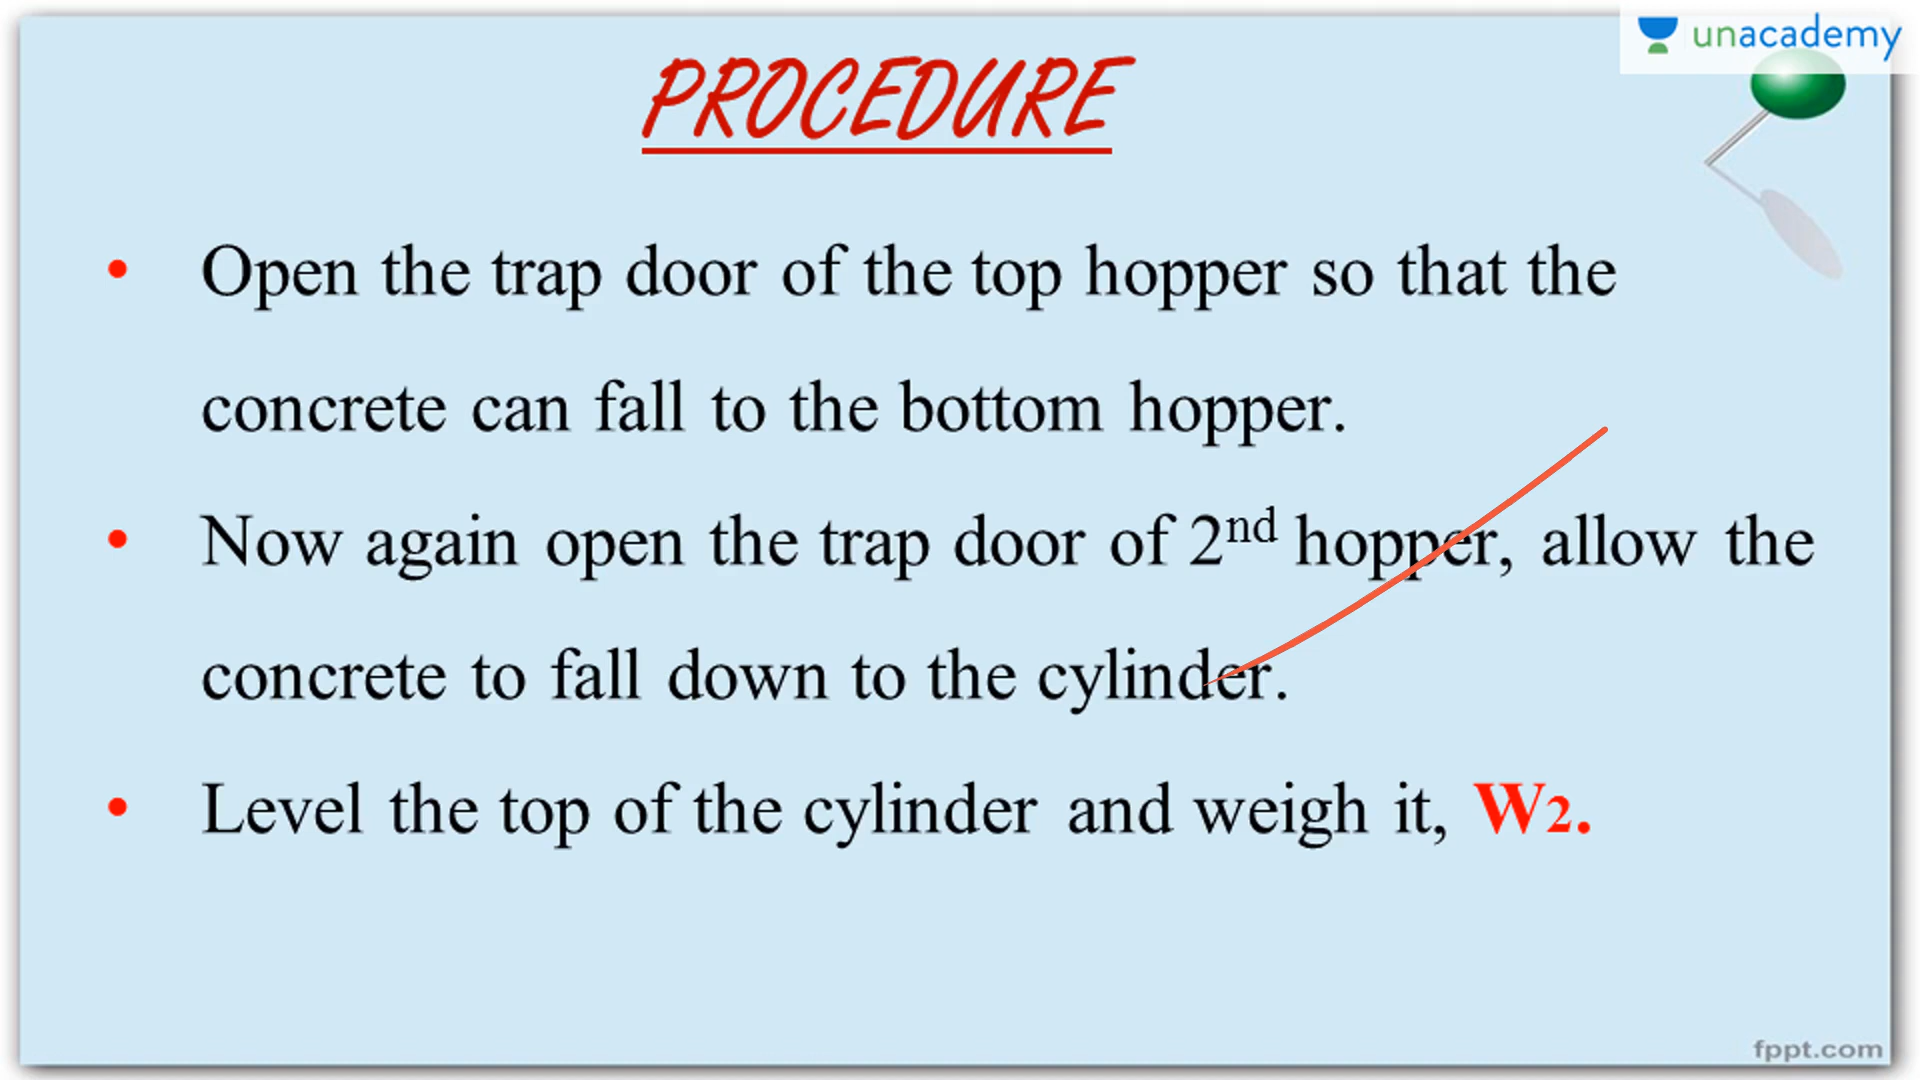 unacademy
PROCEDURE
• Open the trap door of the top hopper so that the
concrete can fall to the bottom hopper.
• Now again open the trap door of 2nd hopper, allow the
concrete to fall down to the cylinder.
• Level the top of the cylinder and weigh it, W2.
fppt.com